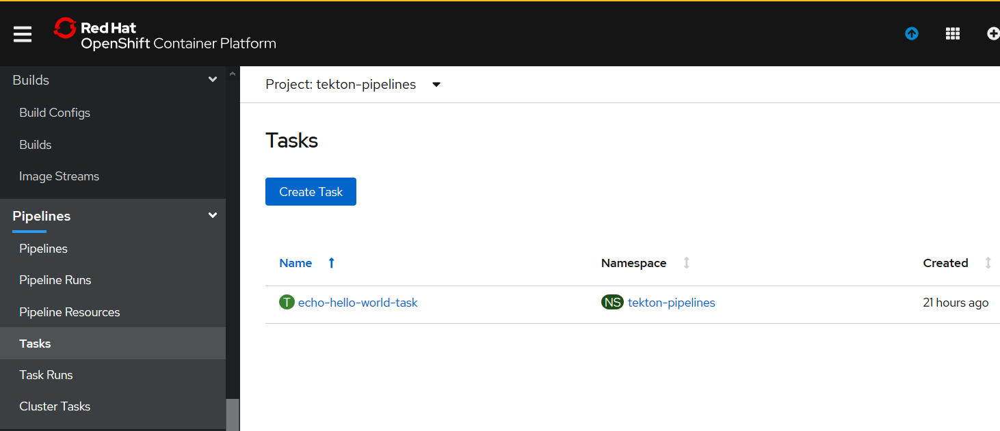 Red Hat
OpenShift Container Platform
Builds
Build Configs
Builds
Image Streams
Pipelines
Pipelines
Pipeline Runs
Pipeline Resources
Tasks
Task Runs
Cluster Tasks
Project: tekton-pipelines
Tasks
Create Task
Name Namespace Created
T echo-hello-world-task NS tekton-pipelines 21 hours ago